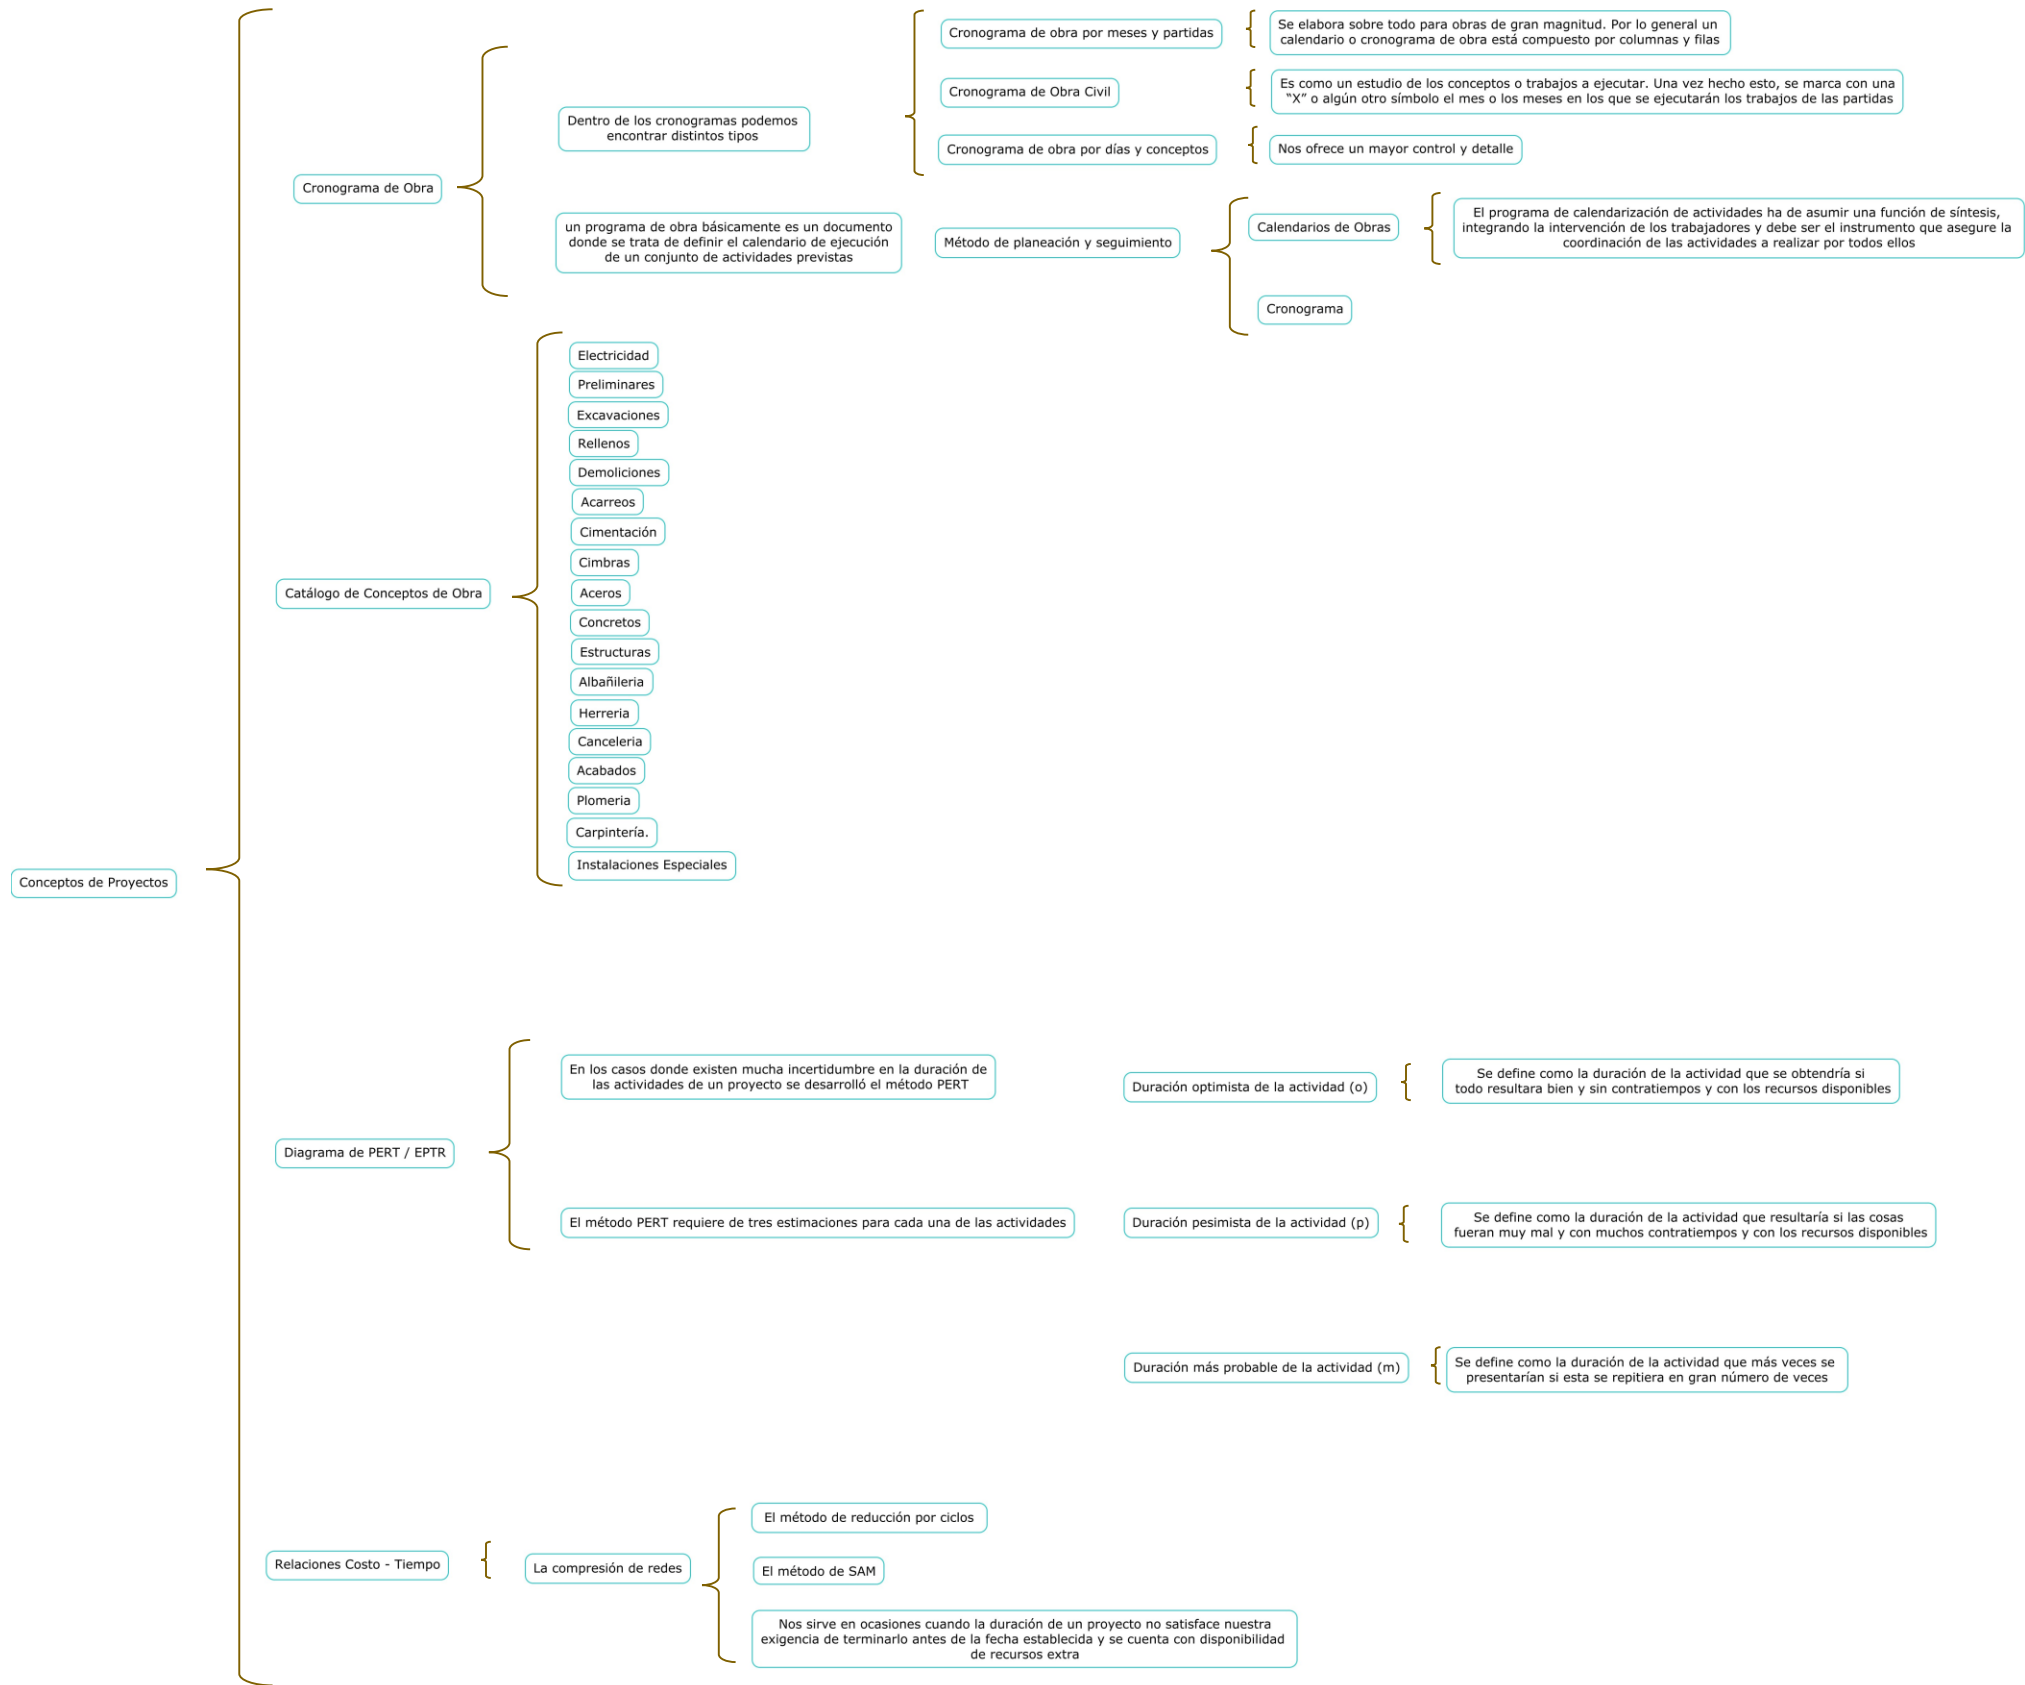 Conceptos de Proyectos
Cronograma de Obra
Dentro de los cronogramas podemos
encontrar distintos tipos
Cronograma de obra por meses y partidas
Se elabora sobre todo para obras de gran magnitud. Por lo general un
calendario o cronograma de obra está compuesto por columnas y filas
Cronograma de Obra Civil
Es como un estudio de los conceptos o trabajos a ejecutar. Una vez hecho esto, se marca con una
“X” o algún otro símbolo el mes o los meses en los que se ejecutarán los trabajos de las partidas
Cronograma de obra por días y conceptos
Nos ofrece un mayor control y detalle
un programa de obra básicamente es un documento
donde se trata de definir el calendario de ejecución
de un conjunto de actividades previstas
Método de planeación y seguimiento
Calendarios de Obras
El programa de calendarización de actividades ha de asumir una función de síntesis,
integrando la intervención de los trabajadores y debe ser el instrumento que asegure la
coordinación de las actividades a realizar por todos ellos
Cronograma
Catálogo de Conceptos de Obra
Electricidad
Preliminares
Excavaciones
Rellenos
Demoliciones
Acarreos
Cimentación
Cimbras
Aceros
Concretos
Estructuras
Albañileria
Herreria
Canceleria
Acabados
Plomeria
Carpintería.
Instalaciones Especiales
Diagrama de PERT / EPTR
En los casos donde existen mucha incertidumbre en la duración de
las actividades de un proyecto se desarrolló el método PERT
El método PERT requiere de tres estimaciones para cada una de las actividades
Duración optimista de la actividad (o)
Se define como la duración de la actividad que se obtendría si
todo resultara bien y sin contratiempos y con los recursos disponibles
Duración pesimista de la actividad (p)
Se define como la duración de la actividad que resultaría si las cosas
fueran muy mal y con muchos contratiempos y con los recursos disponibles
Duración más probable de la actividad (m)
Se define como la duración de la actividad que más veces se
presentarían si esta se repitiera en gran número de veces
Relaciones Costo - Tiempo
La compresión de redes
El método de reducción por ciclos
El método de SAM
Nos sirve en ocasiones cuando la duración de un proyecto no satisface nuestra
exigencia de terminarlo antes de la fecha establecida y se cuenta con disponibilidad
de recursos extra